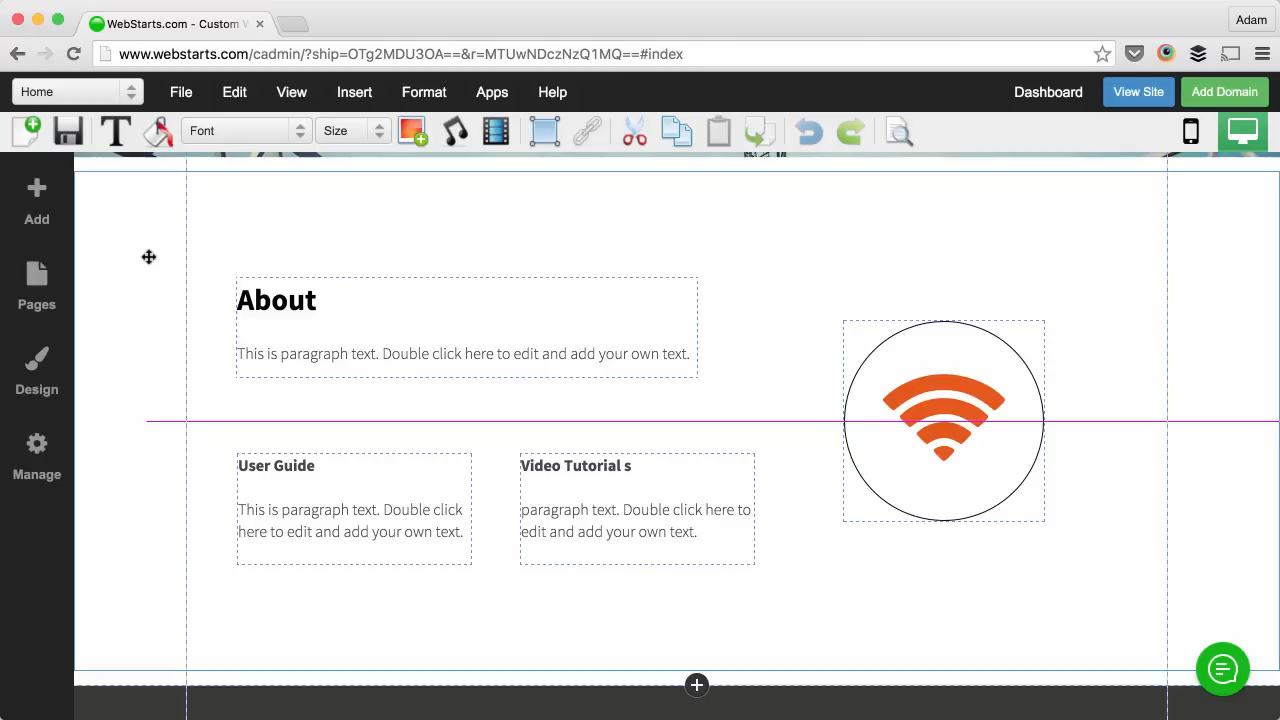 WebStarts.com - Custom W
Adam
www.webstarts.com/cadmin/?ship=OTg2MDU3OA==&r=MTUwNDczNzQ1MQ==#index
Home
File
Edit
View
Insert
Format
Apps
Help
Dashboard
View Site
Add Domain
T
Font
Size
Add
Pages
Design
Manage
About
This is paragraph text. Double click here to edit and add your own text.
User Guide
This is paragraph text. Double click
here to edit and add your own text.
Video Tutorial s
paragraph text. Double click here to
edit and add your own text.